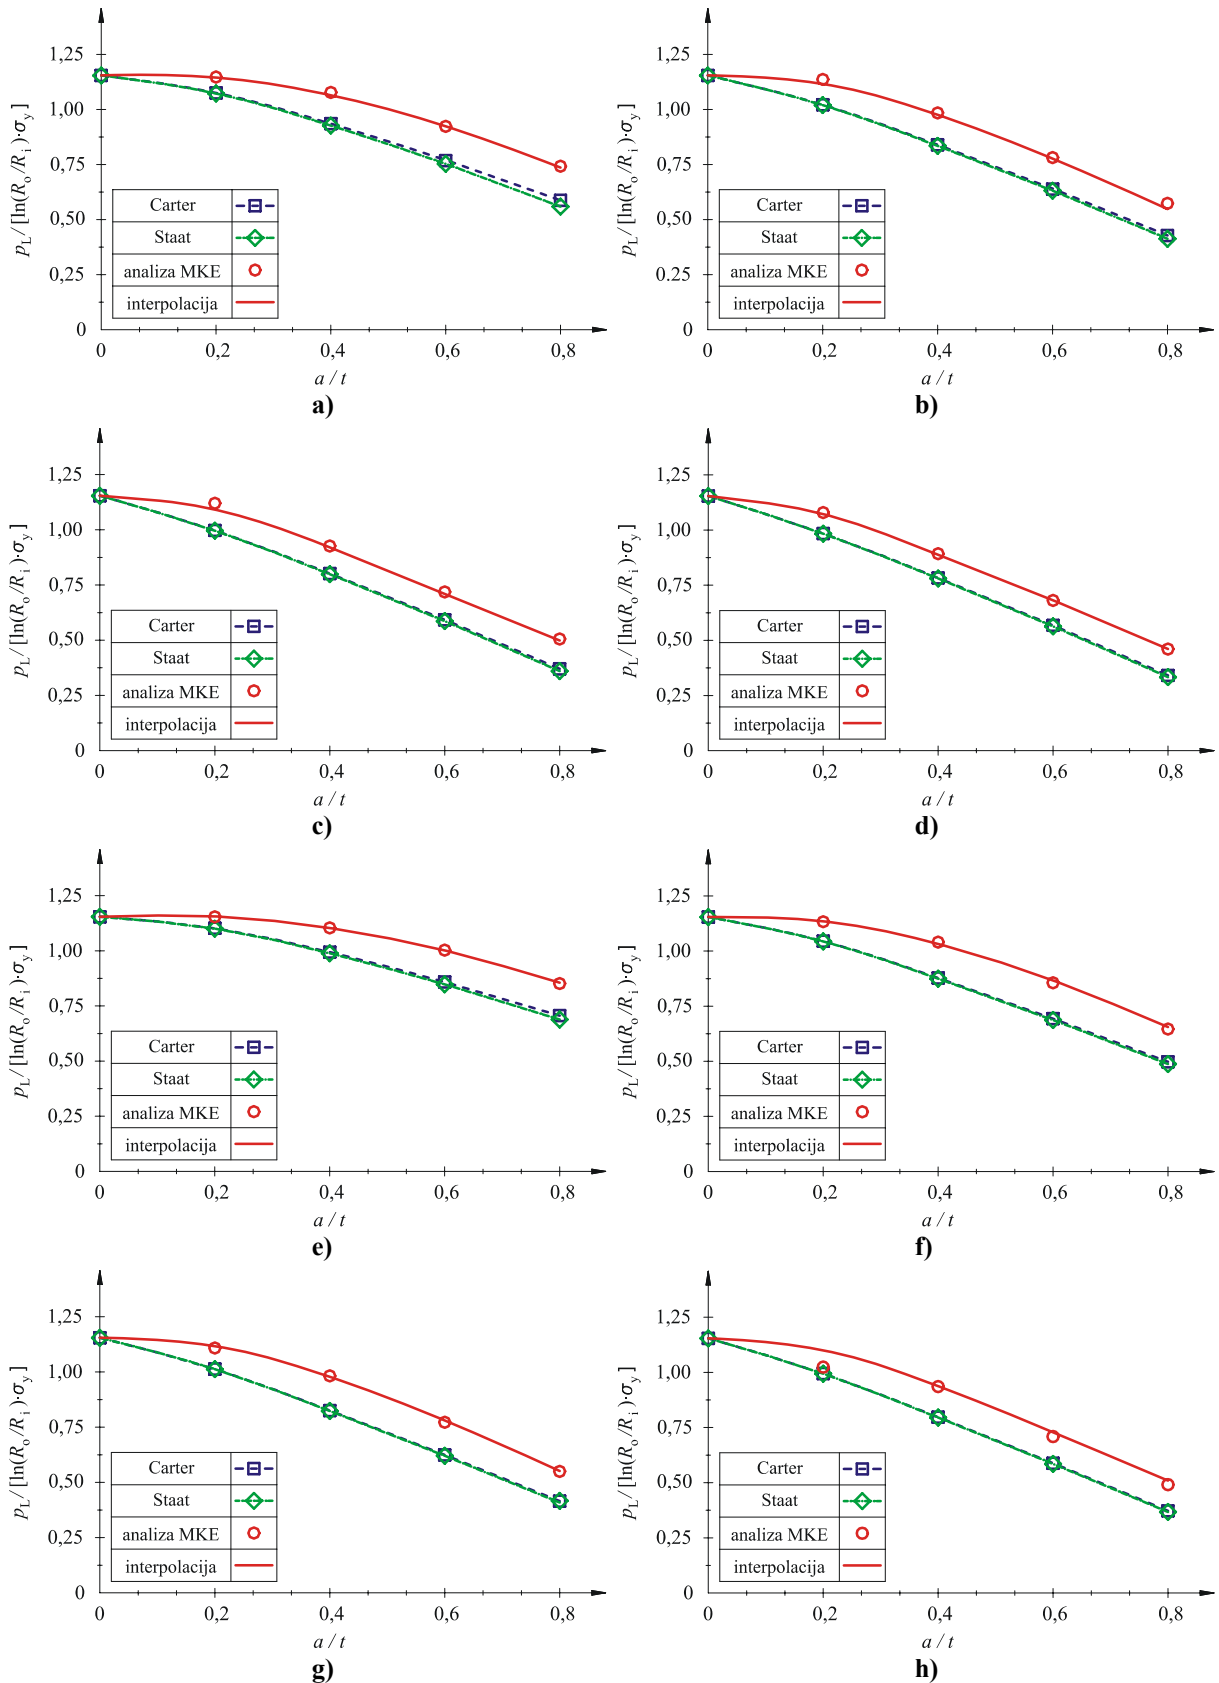 p_L / [ln(R_o/R_i)·σ_y]
1,25
1,00
0,75
0,50
0,25
0
Carter
Staat
analiza MKE
interpolacija
0 0,2 0,4 0,6 0,8
a / t
a)
p_L / [ln(R_o/R_i)·σ_y]
1,25
1,00
0,75
0,50
0,25
0
Carter
Staat
analiza MKE
interpolacija
0 0,2 0,4 0,6 0,8
a / t
b)
p_L / [ln(R_o/R_i)·σ_y]
1,25
1,00
0,75
0,50
0,25
0
Carter
Staat
analiza MKE
interpolacija
0 0,2 0,4 0,6 0,8
a / t
c)
p_L / [ln(R_o/R_i)·σ_y]
1,25
1,00
0,75
0,50
0,25
0
Carter
Staat
analiza MKE
interpolacija
0 0,2 0,4 0,6 0,8
a / t
d)
p_L / [ln(R_o/R_i)·σ_y]
1,25
1,00
0,75
0,50
0,25
0
Carter
Staat
analiza MKE
interpolacija
0 0,2 0,4 0,6 0,8
a / t
e)
p_L / [ln(R_o/R_i)·σ_y]
1,25
1,00
0,75
0,50
0,25
0
Carter
Staat
analiza MKE
interpolacija
0 0,2 0,4 0,6 0,8
a / t
f)
p_L / [ln(R_o/R_i)·σ_y]
1,25
1,00
0,75
0,50
0,25
0
Carter
Staat
analiza MKE
interpolacija
0 0,2 0,4 0,6 0,8
a / t
g)
p_L / [ln(R_o/R_i)·σ_y]
1,25
1,00
0,75
0,50
0,25
0
Carter
Staat
analiza MKE
interpolacija
0 0,2 0,4 0,6 0,8
a / t
h)